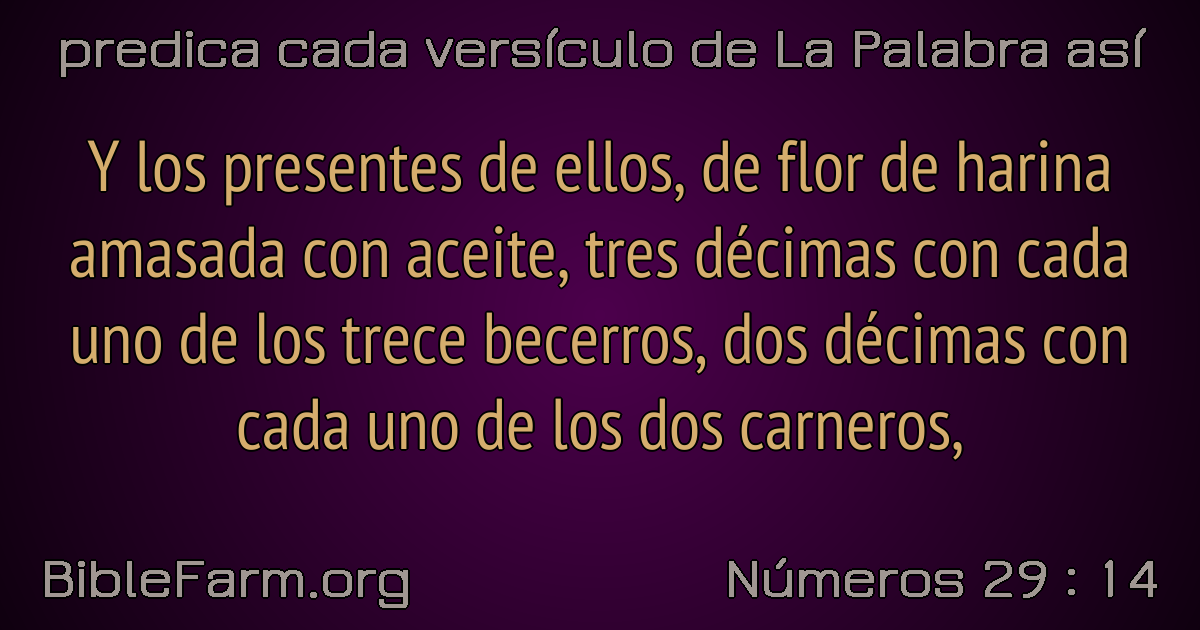 predica cada versículo de La Palabra así
Y los presentes de ellos, de flor de harina
amasada con aceite, tres décimas con cada
uno de los trece becerros, dos décimas con
cada uno de los dos carneros,
BibleFarm.org
Números 29 : 14